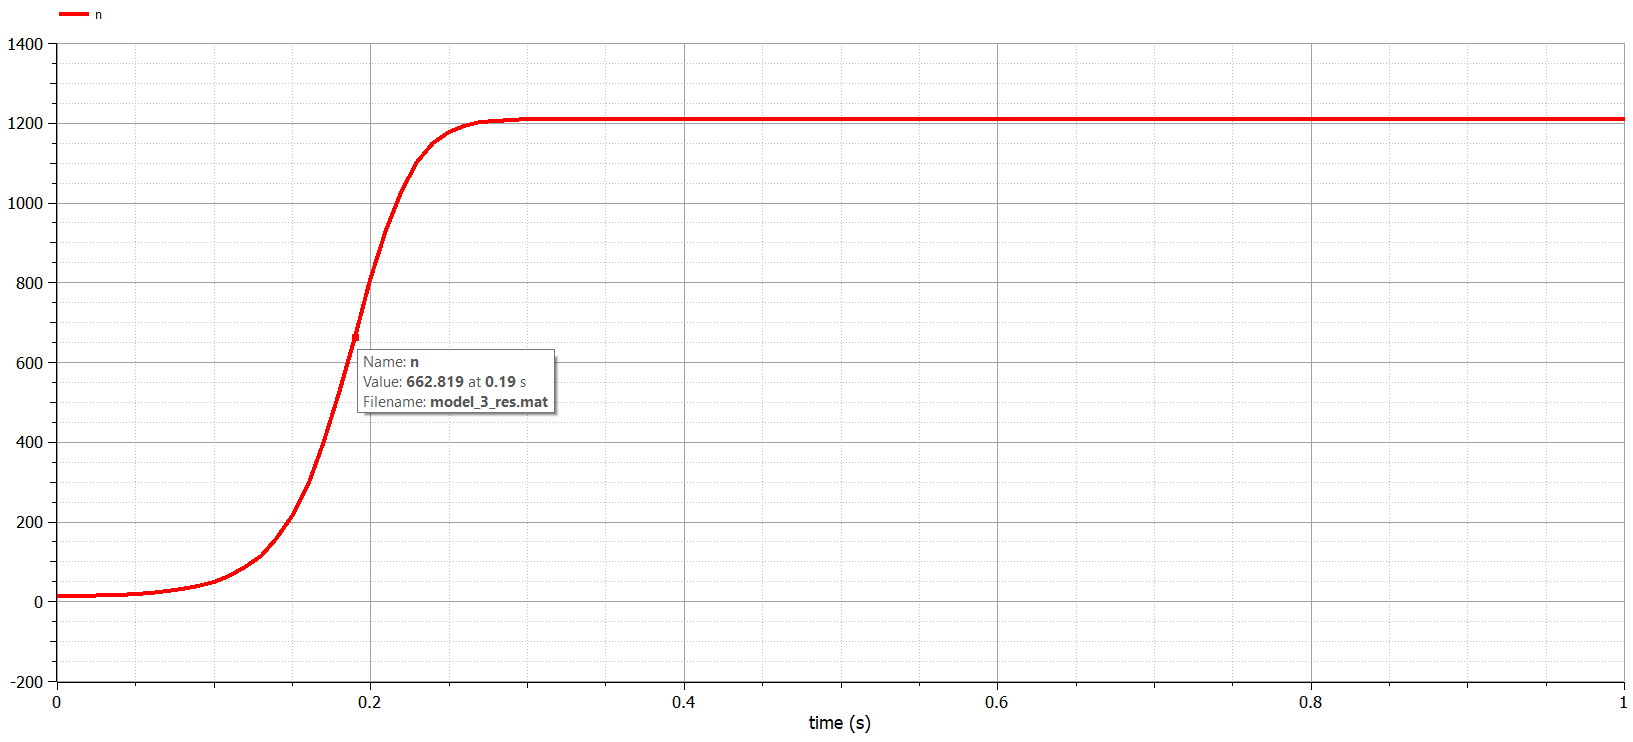 n
1400
1200
1000
800
600
400
200
0
-200
Name: n
Value: 662.819 at 0.19 s
Filename: model_3_res.mat
0 0.2 0.4 0.6 0.8 1
time (s)